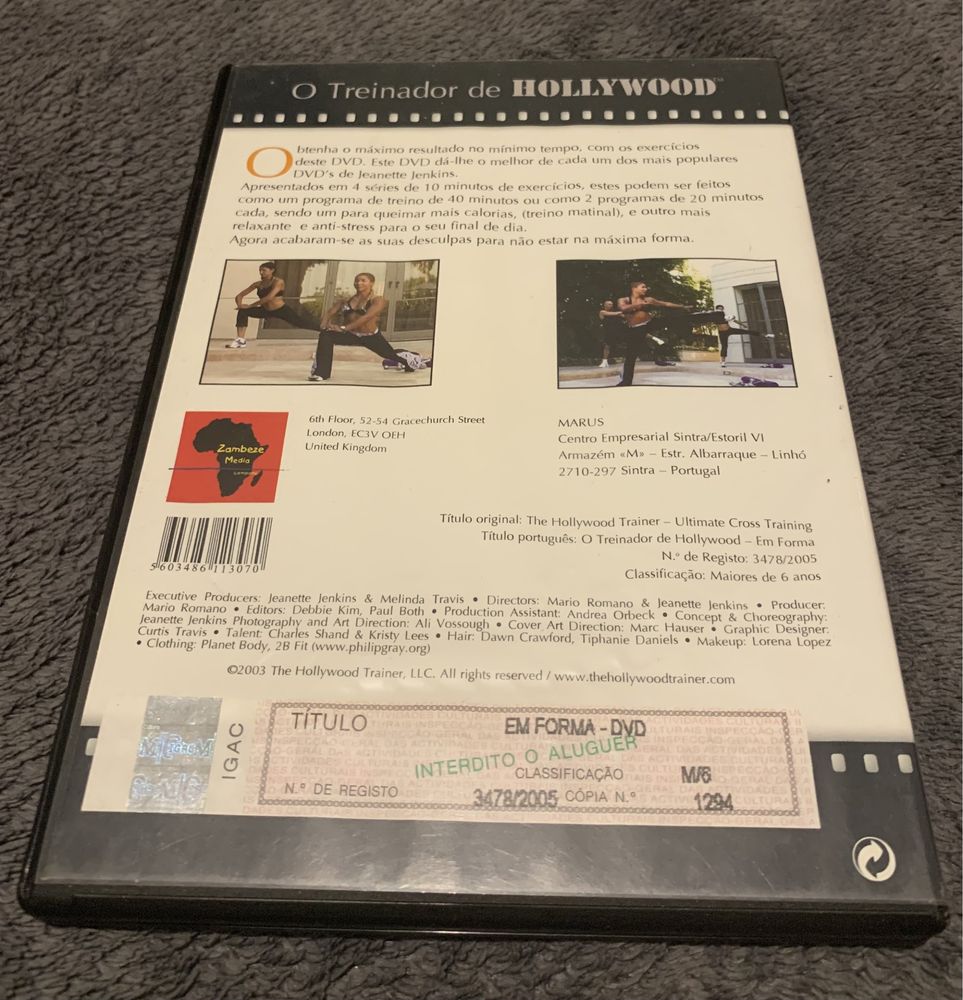 O Treinador de HOLLYWOOD™
Obtenha o máximo resultado no mínimo tempo, com os exercícios
deste DVD. Este DVD dá-lhe o melhor de cada um dos mais populares
DVD's de Jeanette Jenkins.
Apresentados em 4 séries de 10 minutos de exercícios, estes podem ser feitos
como um programa de treino de 40 minutos ou como 2 programas de 20 minutos
cada, sendo um para queimar mais calorias, (treino matinal), e outro mais
relaxante e anti-stress para o seu final de dia.
Agora acabaram-se as suas desculpas para não estar na máxima forma.
Zambeze
Media
6th Floor, 52-54 Gracechurch Street
London, EC3V OEH
United Kingdom
MARUS
Centro Empresarial Sintra/Estoril VI
Armazém «M» – Estr. Albarraque – Linhó
2710-297 Sintra – Portugal
Título original: The Hollywood Trainer – Ultimate Cross Training
Título português: O Treinador de Hollywood – Em Forma
N.º de Registo: 3478/2005
Classificação: Maiores de 6 anos
5603486113070
Executive Producers: Jeanette Jenkins & Melinda Travis • Directors: Mario Romano & Jeanette Jenkins • Producer:
Mario Romano • Editors: Debbie Kim, Paul Both • Production Assistant: Andrea Orbeck • Concept & Choreography:
Jeanette Jenkins Photography and Art Direction: Ali Vossough • Cover Art Direction: Marc Hauser • Graphic Designer:
Curtis Travis • Talent: Charles Shand & Kristy Lees • Hair: Dawn Crawford, Tiphanie Daniels • Makeup: Lorena Lopez
• Clothing: Planet Body, 2B Fit (www.philipgray.org)
©2003 The Hollywood Trainer, LLC. All rights reserved / www.thehollywoodtrainer.com
IGAC
TÍTULO EM FORMA - DVD
INTERDITO O ALUGUER
CLASSIFICAÇÃO M/6
N.º DE REGISTO 3478/2005 CÓPIA N.º 1294